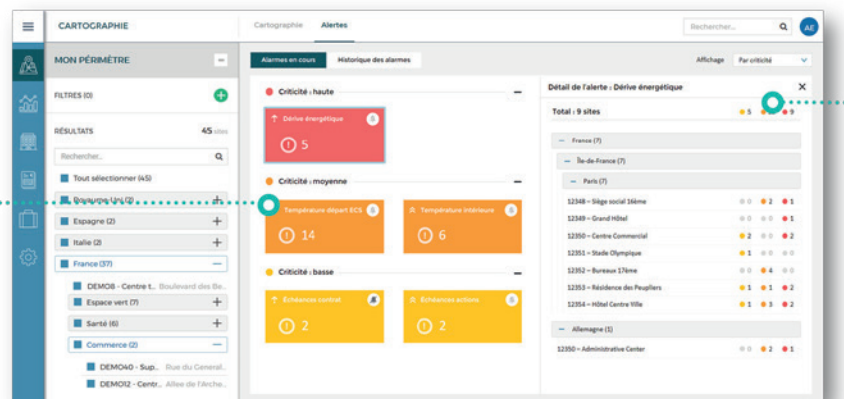 CARTOGRAPHIE
Cartographie Alertes
Rechercher...
AE
MON PÉRIMÈTRE
Alarmes en cours Historique des alarmes
Affichage Par criticité
FILTRES (0)
RÉSULTATS 45 sites
Rechercher...
Tout sélectionner (45)
Royaume-Uni (2)
Espagne (2)
Italie (2)
France (37)
DEMO8 - Centre t... Boulevard des Be...
Espace vert (7)
Santé (6)
Commerce (2)
DEMO40 - Sup... Rue du General...
DEMO12 - Centr... Allee de l'Arche...
Criticité : haute
Dérive énergétique S
5
Criticité : moyenne
Température départ ECS S
14
Température intérieure S
6
Criticité : basse
Échéances contrat
2
Échéances actions S
2
Détail de l'alerte : Dérive énergétique
Total : 9 sites 5 9
France (7)
Île-de-France (7)
Paris (7)
12348 – Siège social 16ème 0 2 1
12349 – Grand Hôtel 0 0 1
12350 – Centre Commercial 2 0 2
12351 – Stade Olympique 1 0 0
12352 – Bureaux 17ème 0 4 0
12353 – Résidence des Peupliers 1 1 2
12354 – Hôtel Centre Ville 1 3 2
Allemagne (1)
12350 – Administrative Center 0 2 1